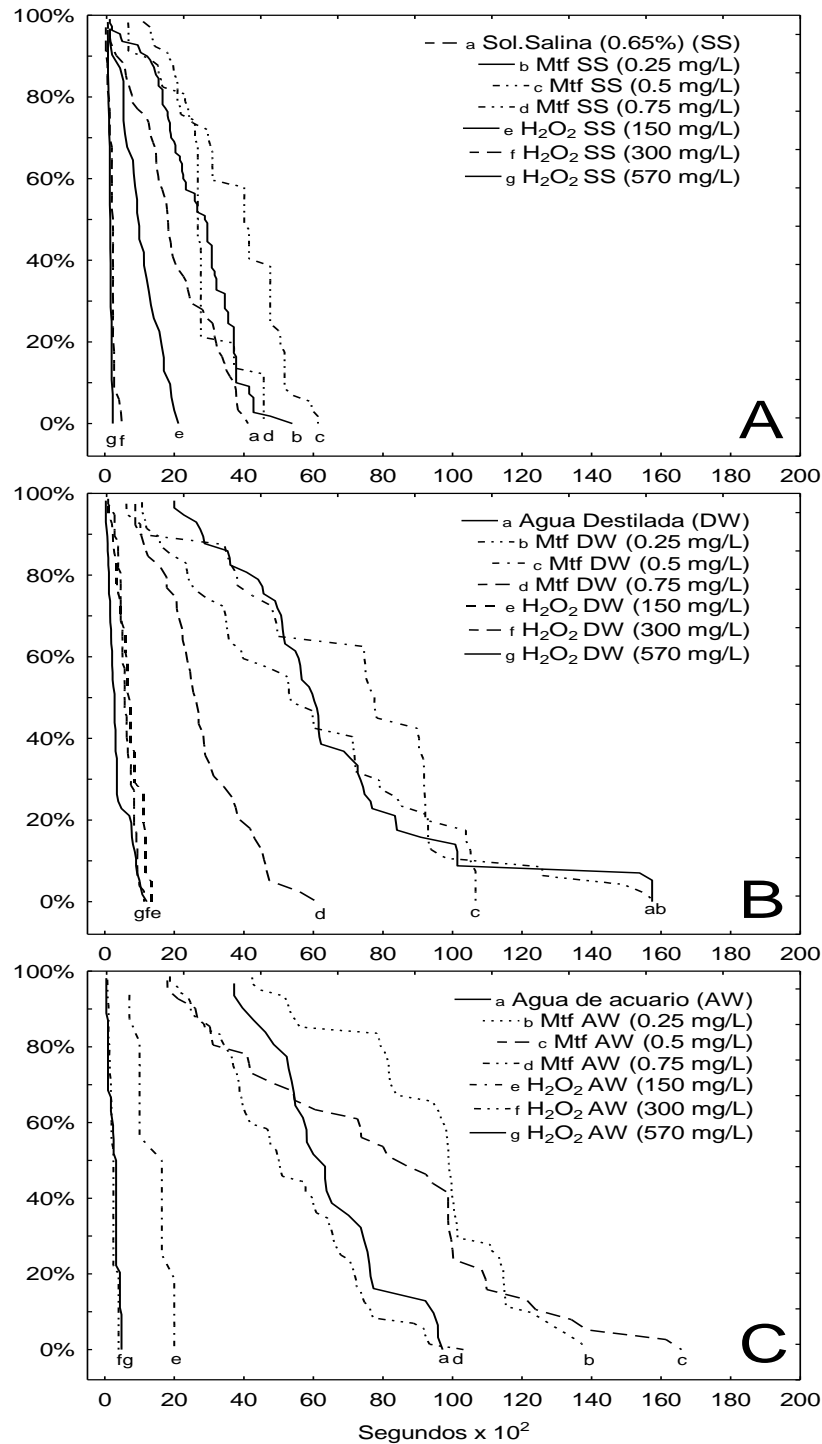 100%
80%
60%
40%
20%
0%
a Sol.Salina (0.65%) (SS)
b Mtf SS (0.25 mg/L)
c Mtf SS (0.5 mg/L)
d Mtf SS (0.75 mg/L)
e H₂O₂ SS (150 mg/L)
f H₂O₂ SS (300 mg/L)
g H₂O₂ SS (570 mg/L)
g f e a d b c
A
0 20 40 60 80 100 120 140 160 180 200
100%
80%
60%
40%
20%
0%
a Agua Destilada (DW)
b Mtf DW (0.25 mg/L)
c Mtf DW (0.5 mg/L)
d Mtf DW (0.75 mg/L)
e H₂O₂ DW (150 mg/L)
f H₂O₂ DW (300 mg/L)
g H₂O₂ DW (570 mg/L)
gfe d c ab
B
0 20 40 60 80 100 120 140 160 180 200
100%
80%
60%
40%
20%
0%
a Agua de acuario (AW)
b Mtf AW (0.25 mg/L)
c Mtf AW (0.5 mg/L)
d Mtf AW (0.75 mg/L)
e H₂O₂ AW (150 mg/L)
f H₂O₂ AW (300 mg/L)
g H₂O₂ AW (570 mg/L)
fg e a d b c
C
0 20 40 60 80 100 120 140 160 180 200
Segundos x 10²